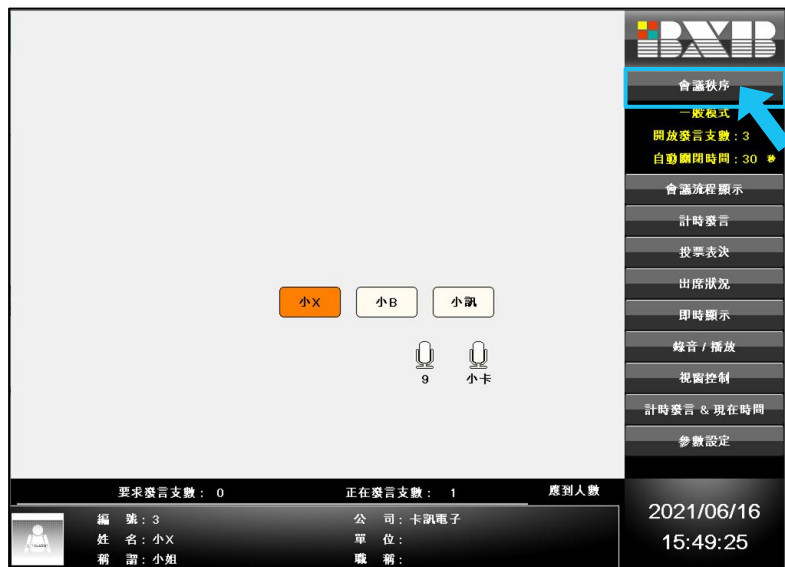 BXB
會議秩序
一般模式
開放發言支數:3
自動關閉時間:30 秒
會議流程顯示
計時發言
投票表決
出席狀況
即時顯示
錄音 / 播放
視窗控制
計時發言 & 現在時間
參數設定
小X
小B
小訊
9
小卡
要求發言支數: 0
正在發言支數: 1
應到人數
編 號:3
公 司:卡訊電子
姓 名:小X
單 位:
稱 謂:小姐
職 稱:
2021/06/16
15:49:25